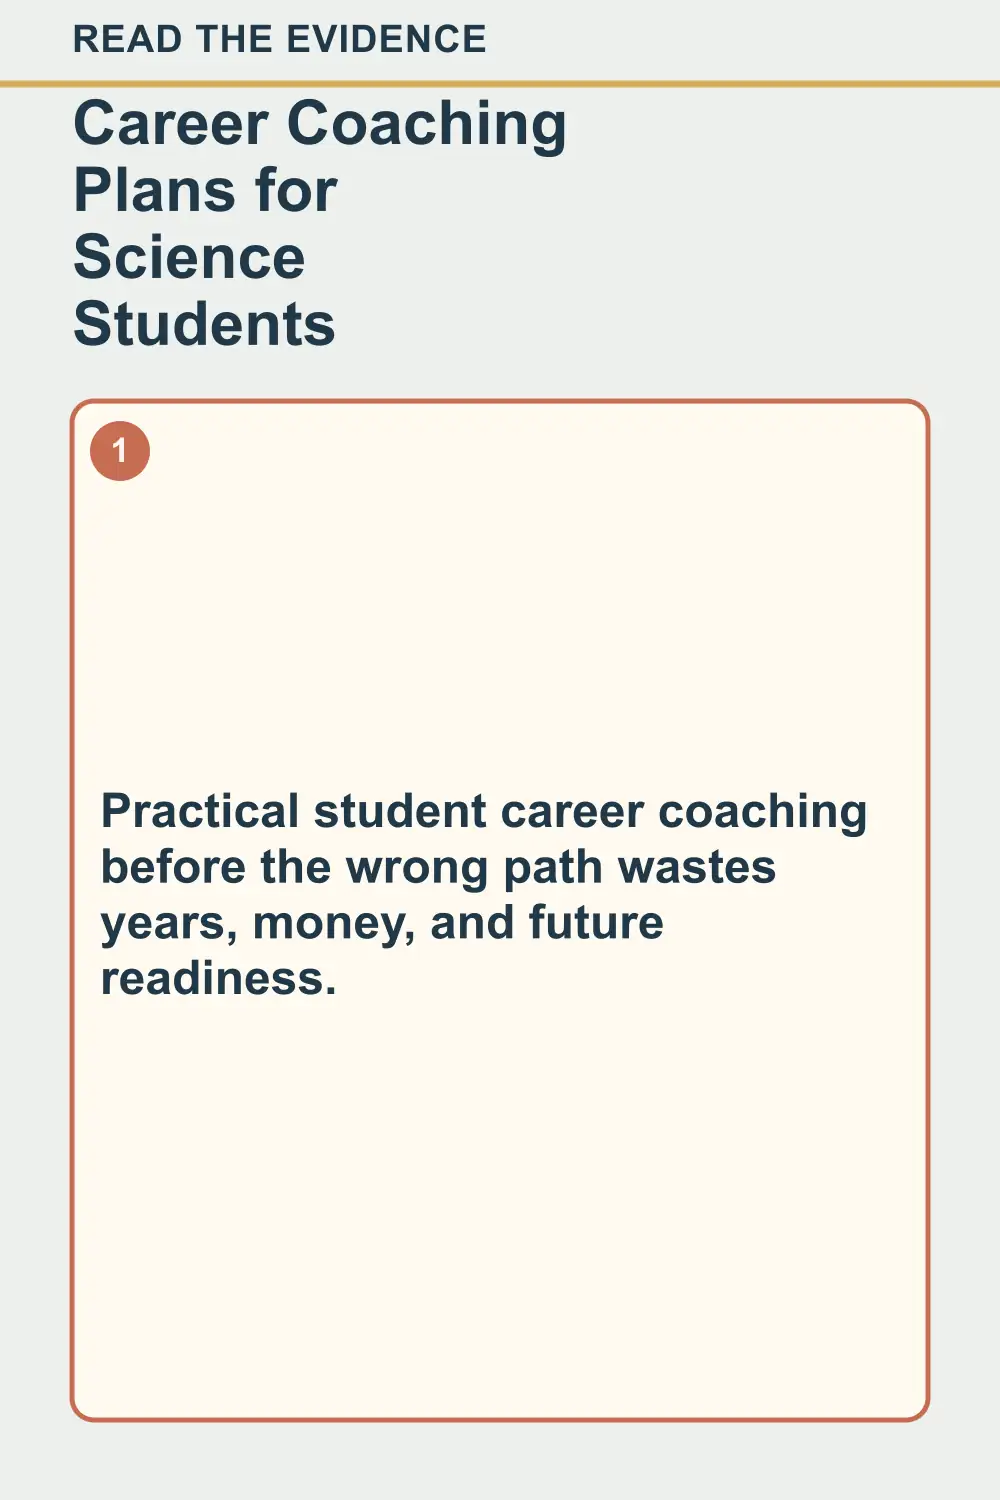 READ THE EVIDENCE
Career Coaching
Plans for
Science
Students
1
Practical student career coaching
before the wrong path wastes
years, money, and future
readiness.